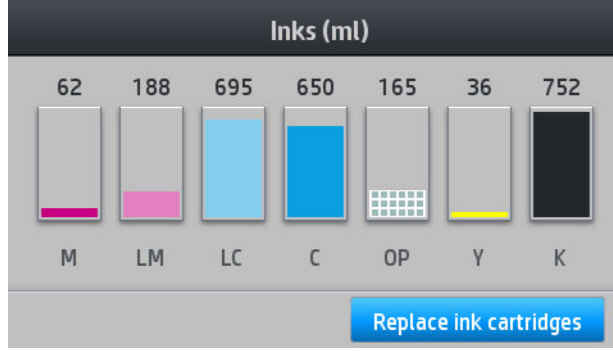 Inks (ml)
62 188 695 650 165 36 752
M LM LC C OP Y K
Replace ink cartridges